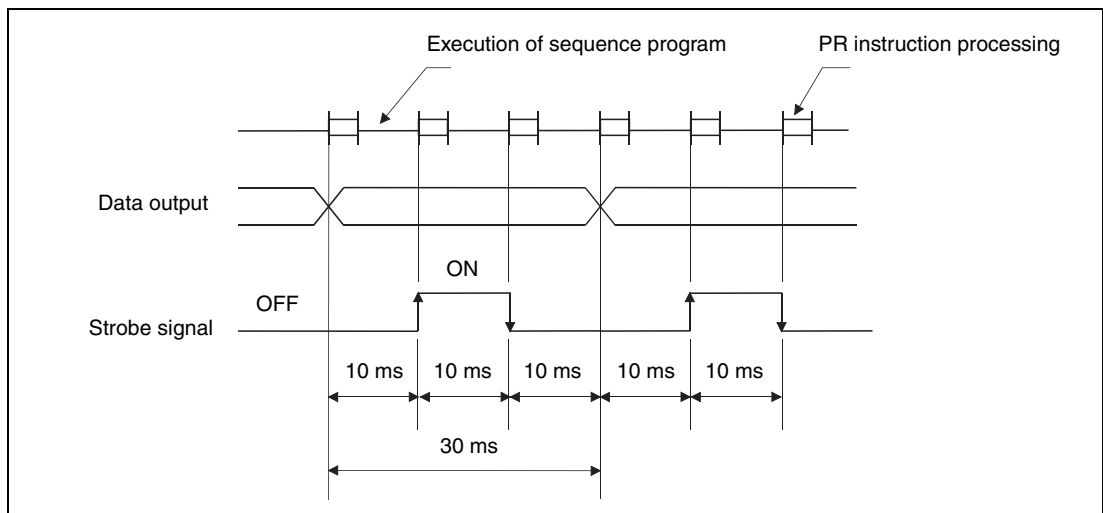 Execution of sequence program
PR instruction processing
Data output
ON
OFF
Strobe signal
10 ms 10 ms 10 ms 10 ms 10 ms
30 ms